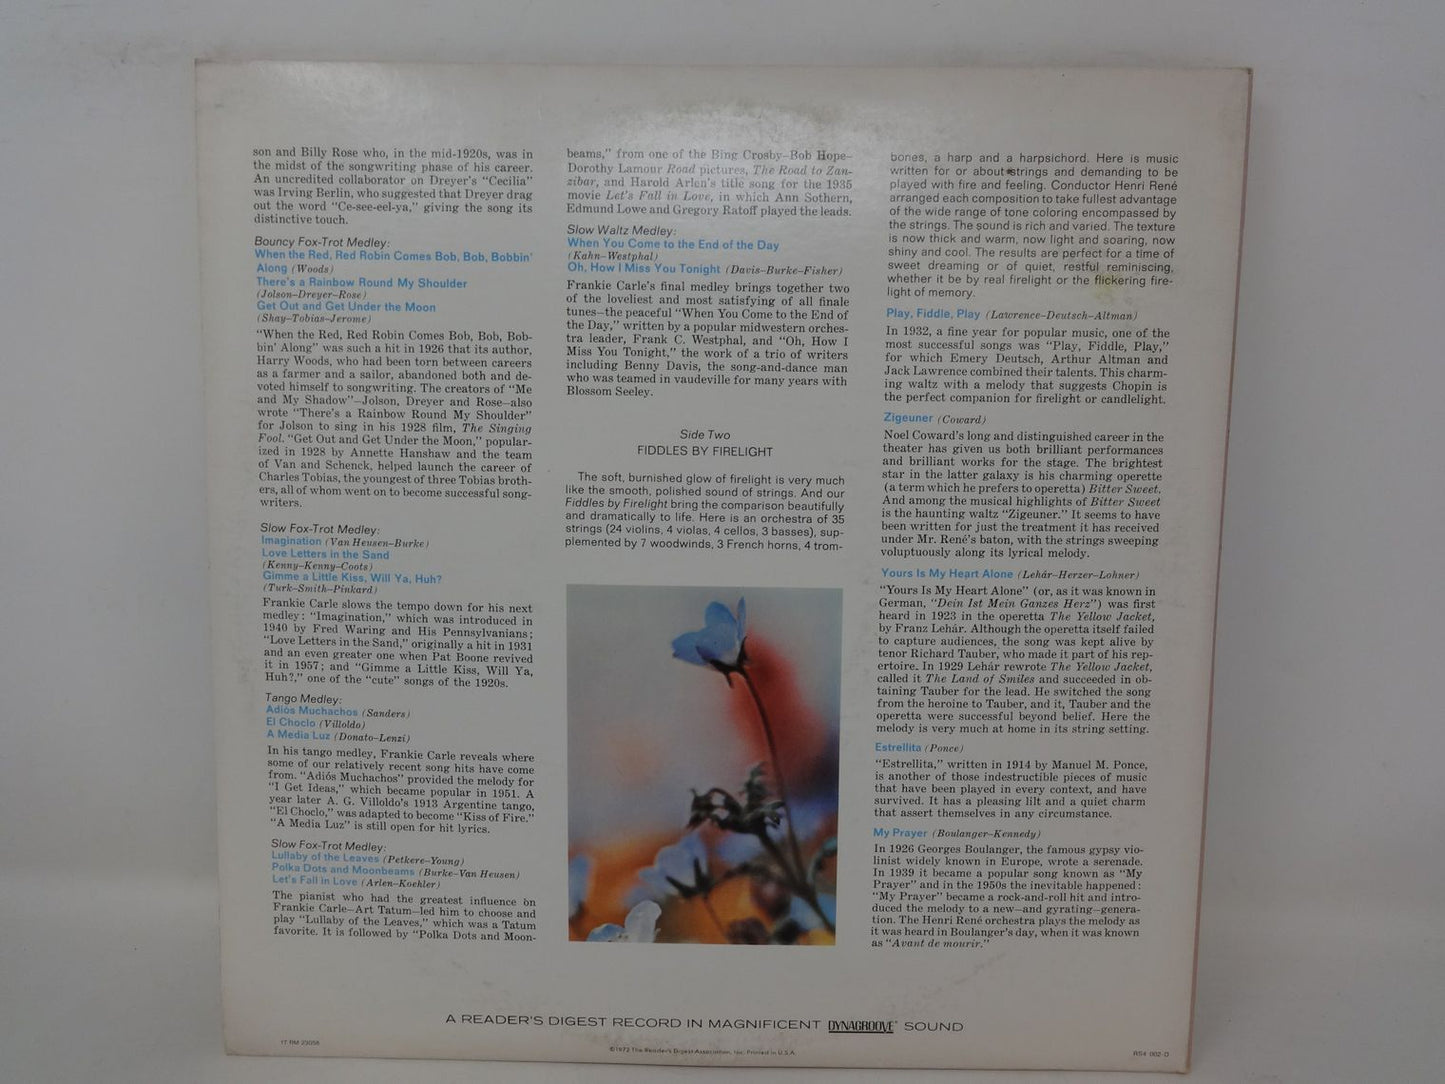 son and Billy Rose who, in the mid-1920s, was in
the midst of the songwriting phase of his career.
An uncredited collaborator on Dreyer's “Cecilia”
was Irving Berlin, who suggested that Dreyer drag
out the word “Ce-see-eel-ya,” giving the song its
distinctive touch.
Bouncy Fox-Trot Medley:
When the Red, Red Robin Comes Bob, Bob, Bobbin'
Along (Woods)
There's a Rainbow Round My Shoulder
(Jolson–Dreyer–Rose)
Get Out and Get Under the Moon
(Shay–Tobias–Jerome)
“When the Red, Red Robin Comes Bob, Bob, Bob-
bin' Along” was such a hit in 1926 that its author,
Harry Woods, who had been torn between careers
as a farmer and a sailor, abandoned both and de-
voted himself to songwriting. The creators of “Me
and My Shadow”–Jolson, Dreyer and Rose–also
wrote “There's a Rainbow Round My Shoulder”
for Jolson to sing in his 1928 film, The Singing
Fool. “Get Out and Get Under the Moon,” popular-
ized in 1928 by Annette Hanshaw and the team
of Van and Schenck, helped launch the career of
Charles Tobias, the youngest of three Tobias broth-
ers, all of whom went on to become successful song-
writers.
Slow Fox-Trot Medley:
Imagination (Van Heusen–Burke)
Love Letters in the Sand
(Kenny–Kenny–Coots)
Gimme a Little Kiss, Will Ya, Huh?
(Turk–Smith–Pinkard)
Frankie Carle slows the tempo down for his next
medley: “Imagination,” which was introduced in
1940 by Fred Waring and His Pennsylvanians;
“Love Letters in the Sand,” originally a hit in 1931
and an even greater one when Pat Boone revived
it in 1957; and “Gimme a Little Kiss, Will Ya,
Huh?,” one of the “cute” songs of the 1920s.
Tango Medley:
Adiós Muchachos (Sanders)
El Choclo (Villoldo)
A Media Luz (Donato–Lenzi)
In his tango medley, Frankie Carle reveals where
some of our relatively recent song hits have come
from. “Adiós Muchachos” provided the melody for
“I Get Ideas,” which became popular in 1951. A
year later A. G. Villoldo's 1913 Argentine tango,
“El Choclo,” was adapted to become “Kiss of Fire.”
“A Media Luz” is still open for hit lyrics.
Slow Fox-Trot Medley:
Lullaby of the Leaves (Petkere–Young)
Polka Dots and Moonbeams (Burke–Van Heusen)
Let's Fall in Love (Arlen–Koehler)
The pianist who had the greatest influence on
Frankie Carle–Art Tatum–led him to choose and
play “Lullaby of the Leaves,” which was a Tatum
favorite. It is followed by “Polka Dots and Moon-
beams,” from one of the Bing Crosby–Bob Hope–
Dorothy Lamour Road pictures, The Road to Zan-
zibar, and Harold Arlen's title song for the 1935
movie Let's Fall in Love, in which Ann Sothern,
Edmund Lowe and Gregory Ratoff played the leads.
Slow Waltz Medley:
When You Come to the End of the Day
(Kahn–Westphal)
Oh, How I Miss You Tonight (Davis–Burke–Fisher)
Frankie Carle's final medley brings together two
of the loveliest and most satisfying of all finale
tunes–the peaceful “When You Come to the End of
the Day,” written by a popular midwestern orches-
tra leader, Frank C. Westphal, and “Oh, How I
Miss You Tonight,” the work of a trio of writers
including Benny Davis, the song-and-dance man
who was teamed in vaudeville for many years with
Blossom Seeley.
Side Two
FIDDLES BY FIRELIGHT
The soft, burnished glow of firelight is very much
like the smooth, polished sound of strings. And our
Fiddles by Firelight bring the comparison beautifully
and dramatically to life. Here is an orchestra of 35
strings (24 violins, 4 violas, 4 cellos, 3 basses), sup-
plemented by 7 woodwinds, 3 French horns, 4 trom-
bones, a harp and a harpsichord. Here is music
written for or about strings and demanding to be
played with fire and feeling. Conductor Henri René
arranged each composition to take fullest advantage
of the wide range of tone coloring encompassed by
the strings. The sound is rich and varied. The texture
is now thick and warm, now light and soaring, now
shiny and cool. The results are perfect for a time of
sweet dreaming or of quiet, restful reminiscing,
whether it be by real firelight or the flickering fire-
light of memory.
Play, Fiddle, Play (Lawrence–Deutsch–Altman)
In 1932, a fine year for popular music, one of the
most successful songs was “Play, Fiddle, Play,”
for which Emery Deutsch, Arthur Altman and
Jack Lawrence combined their talents. This charm-
ing waltz with a melody that suggests Chopin is
the perfect companion for firelight or candlelight.
Zigeuner (Coward)
Noel Coward's long and distinguished career in the
theater has given us both brilliant performances
and brilliant works for the stage. The brightest
star in the latter galaxy is his charming operette
(a term which he prefers to operetta) Bitter Sweet.
And among the musical highlights of Bitter Sweet
is the haunting waltz “Zigeuner.” It seems to have
been written for just the treatment it has received
under Mr. René's baton, with the strings sweeping
voluptuously along its lyrical melody.
Yours Is My Heart Alone (Lehár–Herzer–Lohner)
“Yours Is My Heart Alone” (or, as it was known in
German, “Dein Ist Mein Ganzes Herz”) was first
heard in 1923 in the operetta The Yellow Jacket,
by Franz Lehár. Although the operetta itself failed
to capture audiences, the song was kept alive by
tenor Richard Tauber, who made it part of his rep-
ertoire. In 1929 Lehár rewrote The Yellow Jacket,
called it The Land of Smiles and succeeded in ob-
taining Tauber for the lead. He switched the song
from the heroine to Tauber, and it, Tauber and the
operetta were successful beyond belief. Here the
melody is very much at home in its string setting.
Estrellita (Ponce)
“Estrellita,” written in 1914 by Manuel M. Ponce,
is another of those indestructible pieces of music
that have been played in every context, and have
survived. It has a pleasing lilt and a quiet charm
that assert themselves in any circumstance.
My Prayer (Boulanger–Kennedy)
In 1926 Georges Boulanger, the famous gypsy vio-
linist widely known in Europe, wrote a serenade.
In 1939 it became a popular song known as “My
Prayer” and in the 1950s the inevitable happened:
“My Prayer” became a rock-and-roll hit and intro-
duced the melody to a new–and gyrating–genera-
tion. The Henri René orchestra plays the melody as
it was heard in Boulanger's day, when it was known
as “Avant de mourir.”
A READER'S DIGEST RECORD IN MAGNIFICENT DYNAGROOVE® SOUND
17 RM 23058
©1972 The Reader's Digest Association, Inc. Printed in U.S.A.
RS4 002 D